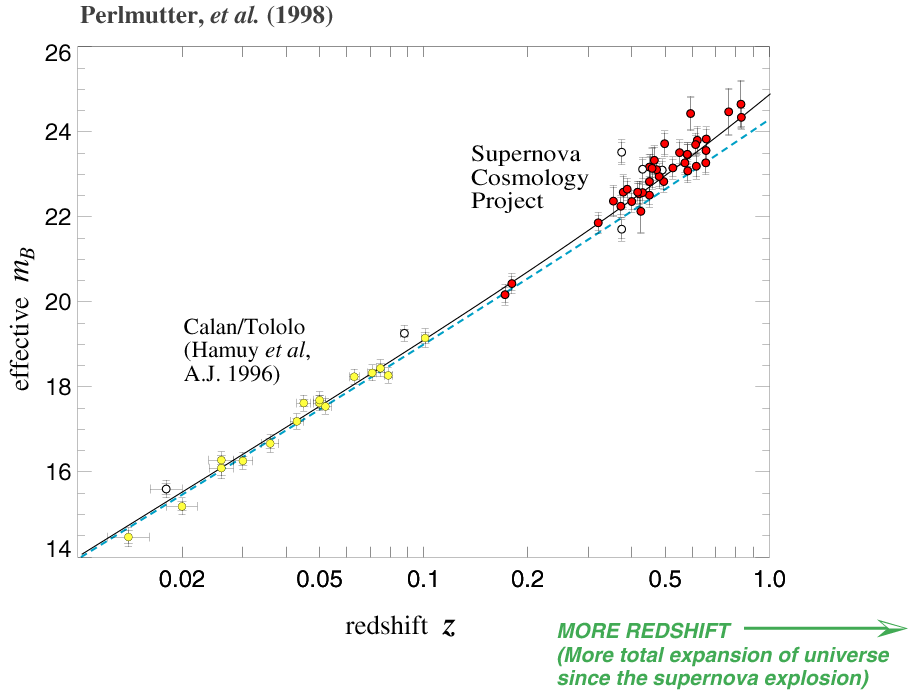 Perlmutter, et al. (1998)
26
24
22
20
18
16
14
effective mB
Supernova
Cosmology
Project
Calan/Tololo
(Hamuy et al,
A.J. 1996)
0.02 0.05 0.1 0.2 0.5 1.0
redshift z
MORE REDSHIFT
(More total expansion of universe
since the supernova explosion)